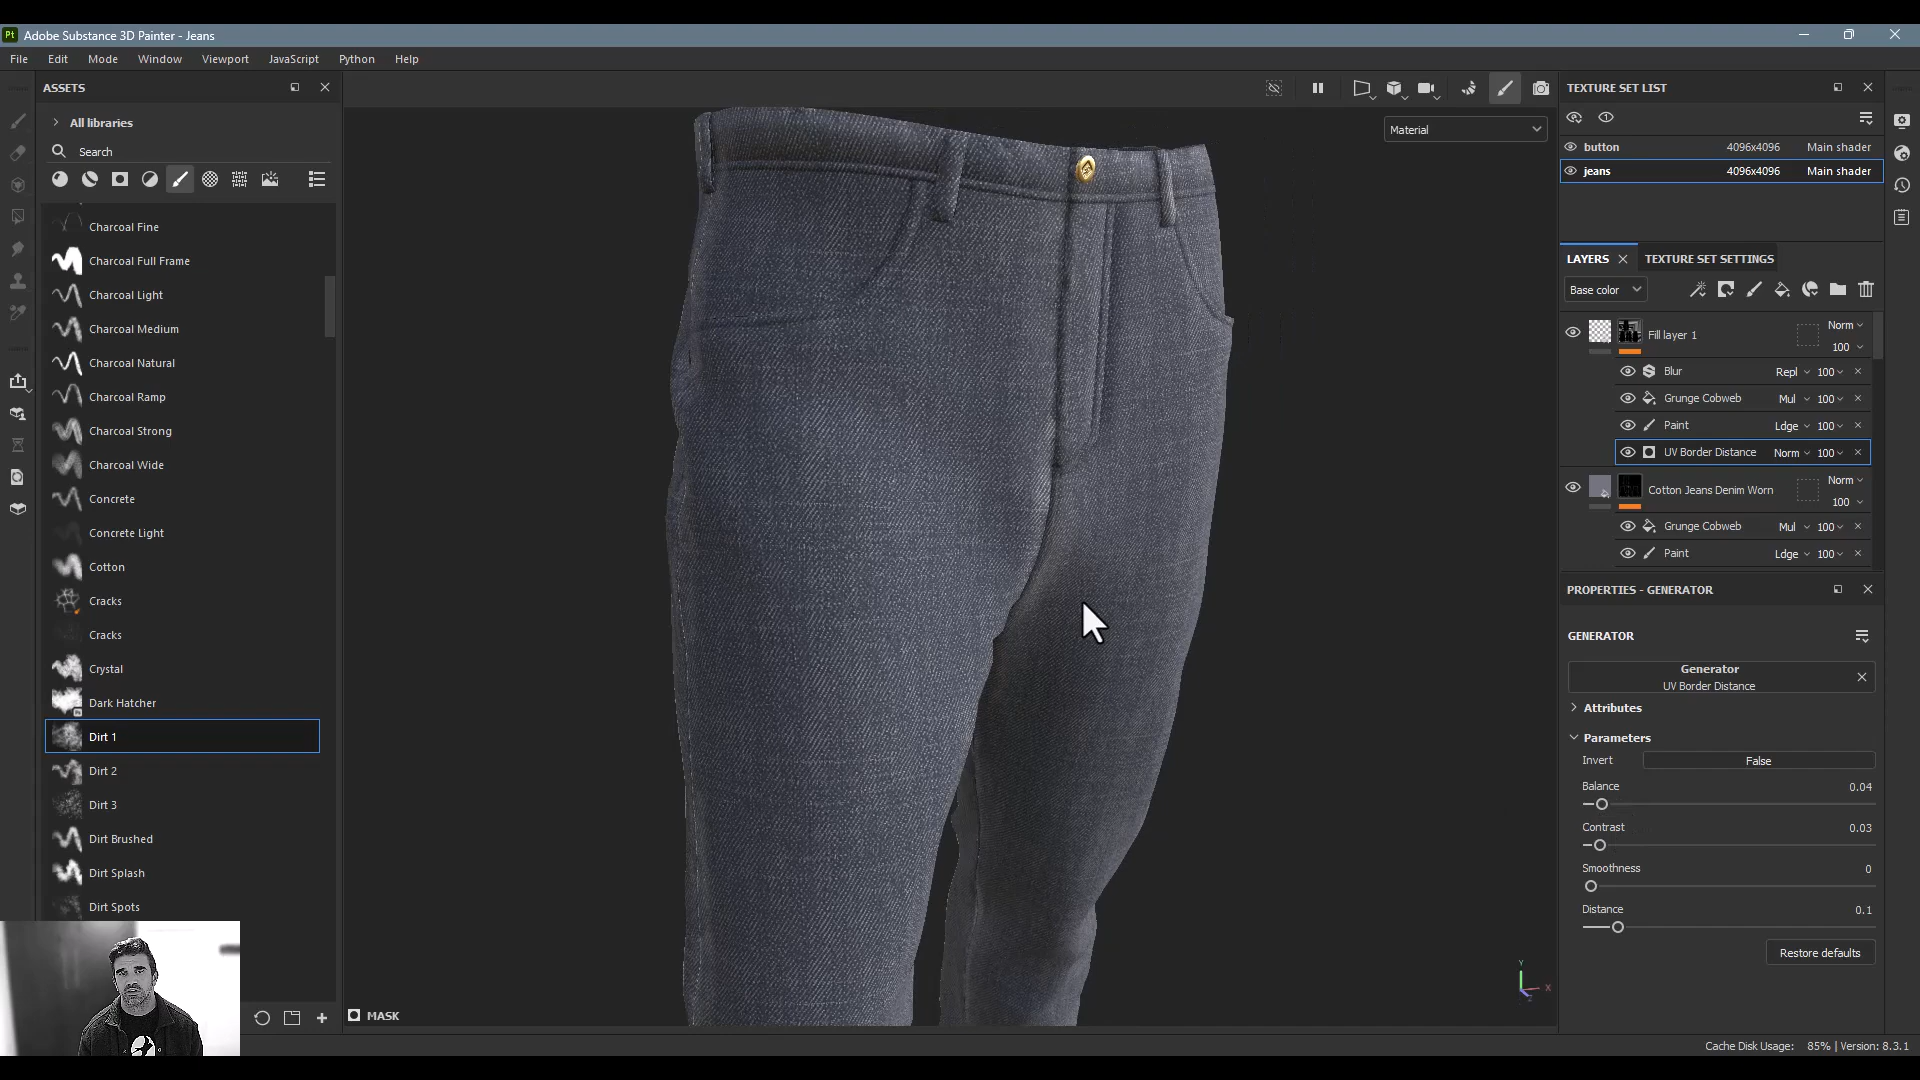 Pt Adobe Substance 3D Painter - Jeans
File Edit Mode Window Viewport JavaScript Python Help
ASSETS
All libraries
Search
Charcoal Fine
Charcoal Full Frame
Charcoal Light
Charcoal Medium
Charcoal Natural
Charcoal Ramp
Charcoal Strong
Charcoal Wide
Concrete
Concrete Light
Cotton
Cracks
Cracks
Crystal
Dark Hatcher
Dirt 1
Dirt 2
Dirt 3
Dirt Brushed
Dirt Splash
Dirt Spots
Material
MASK
Y
X
Z
TEXTURE SET LIST
button 4096x4096 Main shader
jeans 4096x4096 Main shader
LAYERS TEXTURE SET SETTINGS
Base color
Fill layer 1 Norm 100
Blur Repl 100
Grunge Cobweb Mul 100
Paint Ldge 100
UV Border Distance Norm 100
Cotton Jeans Denim Worn Norm 100
Grunge Cobweb Mul 100
Paint Ldge 100
PROPERTIES - GENERATOR
GENERATOR
Generator
UV Border Distance
Attributes
Parameters
Invert False
Balance 0.04
Contrast 0.03
Smoothness 0
Distance 0.1
Restore defaults
Cache Disk Usage: 85% | Version: 8.3.1